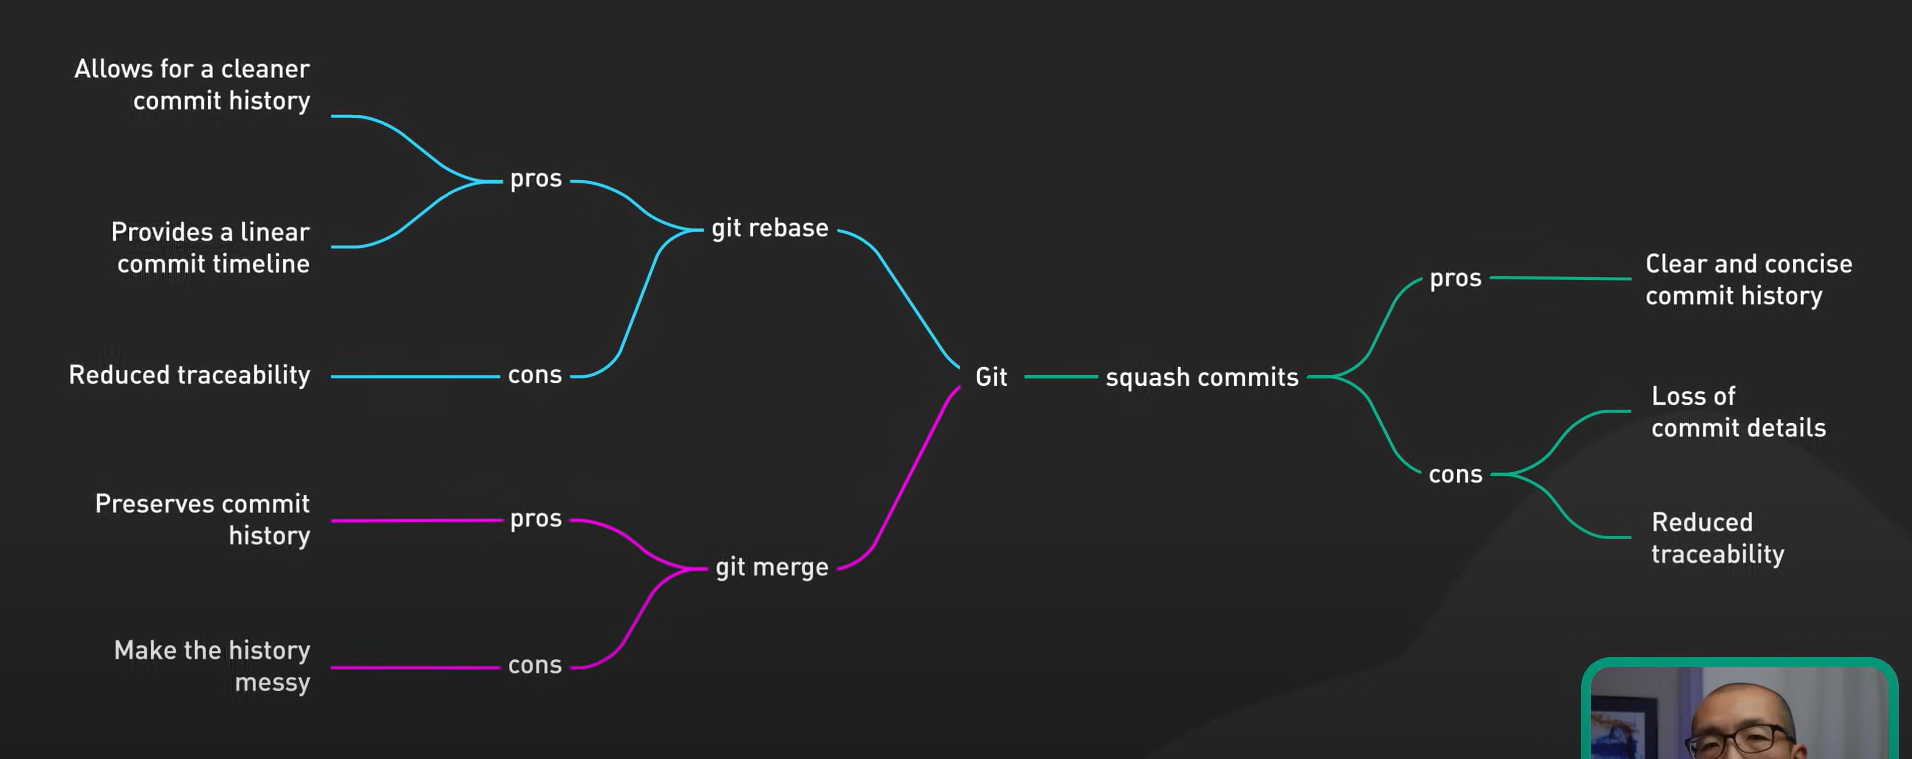 Allows for a cleaner
commit history
Provides a linear
commit timeline
pros
git rebase
Reduced traceability
cons
Preserves commit
history
pros
git merge
Make the history
messy
cons
Git
squash commits
pros
Clear and concise
commit history
cons
Loss of
commit details
Reduced
traceability